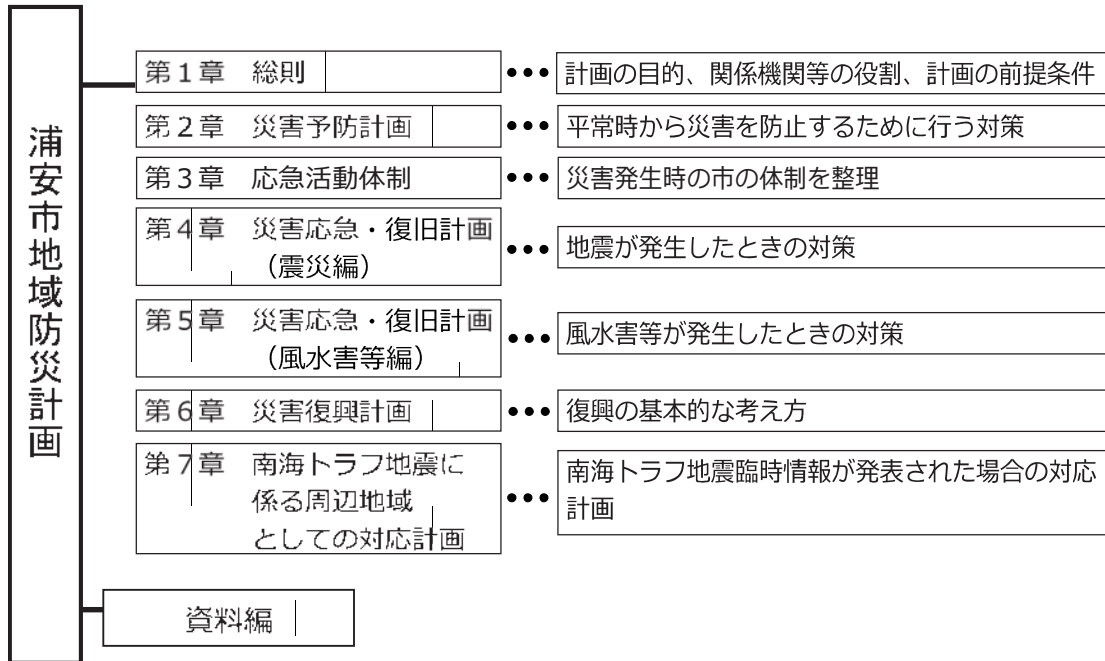 浦安市地域防災計画
第1章 総則 ••• 計画の目的、関係機関等の役割、計画の前提条件
第2章 災害予防計画 ••• 平常時から災害を防止するために行う対策
第3章 応急活動体制 ••• 災害発生時の市の体制を整理
第4章 災害応急・復旧計画
（震災編）
••• 地震が発生したときの対策
第5章 災害応急・復旧計画
（風水害等編）
••• 風水害等が発生したときの対策
第6章 災害復興計画 ••• 復興の基本的な考え方
第7章 南海トラフ地震に
係る周辺地域
としての対応計画
••• 南海トラフ地震臨時情報が発表された場合の対応
計画
資料編